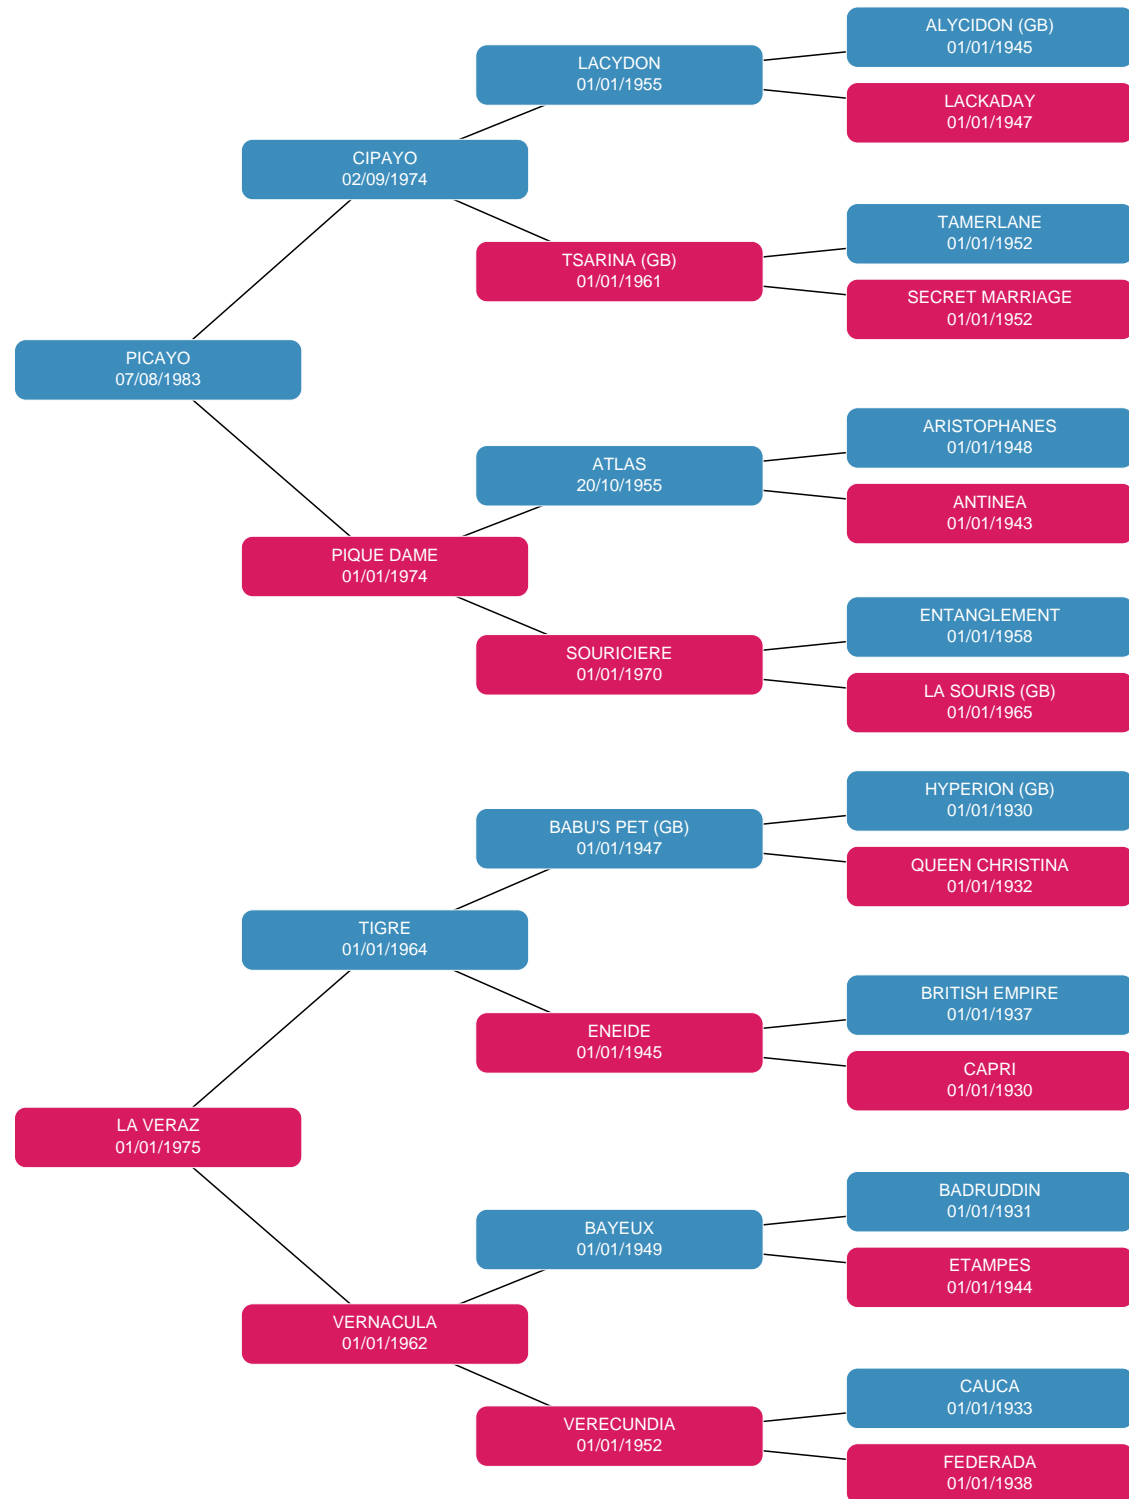 ALYCIDON (GB)
01/01/1945
LACYDON
01/01/1955
LACKADAY
01/01/1947
CIPAYO
02/09/1974
TAMERLANE
01/01/1952
TSARINA (GB)
01/01/1961
SECRET MARRIAGE
01/01/1952
PICAYO
07/08/1983
ARISTOPHANES
01/01/1948
ATLAS
20/10/1955
ANTINEA
01/01/1943
PIQUE DAME
01/01/1974
ENTANGLEMENT
01/01/1958
SOURICIERE
01/01/1970
LA SOURIS (GB)
01/01/1965
HYPERION (GB)
01/01/1930
BABU'S PET (GB)
01/01/1947
QUEEN CHRISTINA
01/01/1932
TIGRE
01/01/1964
BRITISH EMPIRE
01/01/1937
ENEIDE
01/01/1945
CAPRI
01/01/1930
LA VERAZ
01/01/1975
BADRUDDIN
01/01/1931
BAYEUX
01/01/1949
ETAMPES
01/01/1944
VERNACULA
01/01/1962
CAUCA
01/01/1933
VERECUNDIA
01/01/1952
FEDERADA
01/01/1938